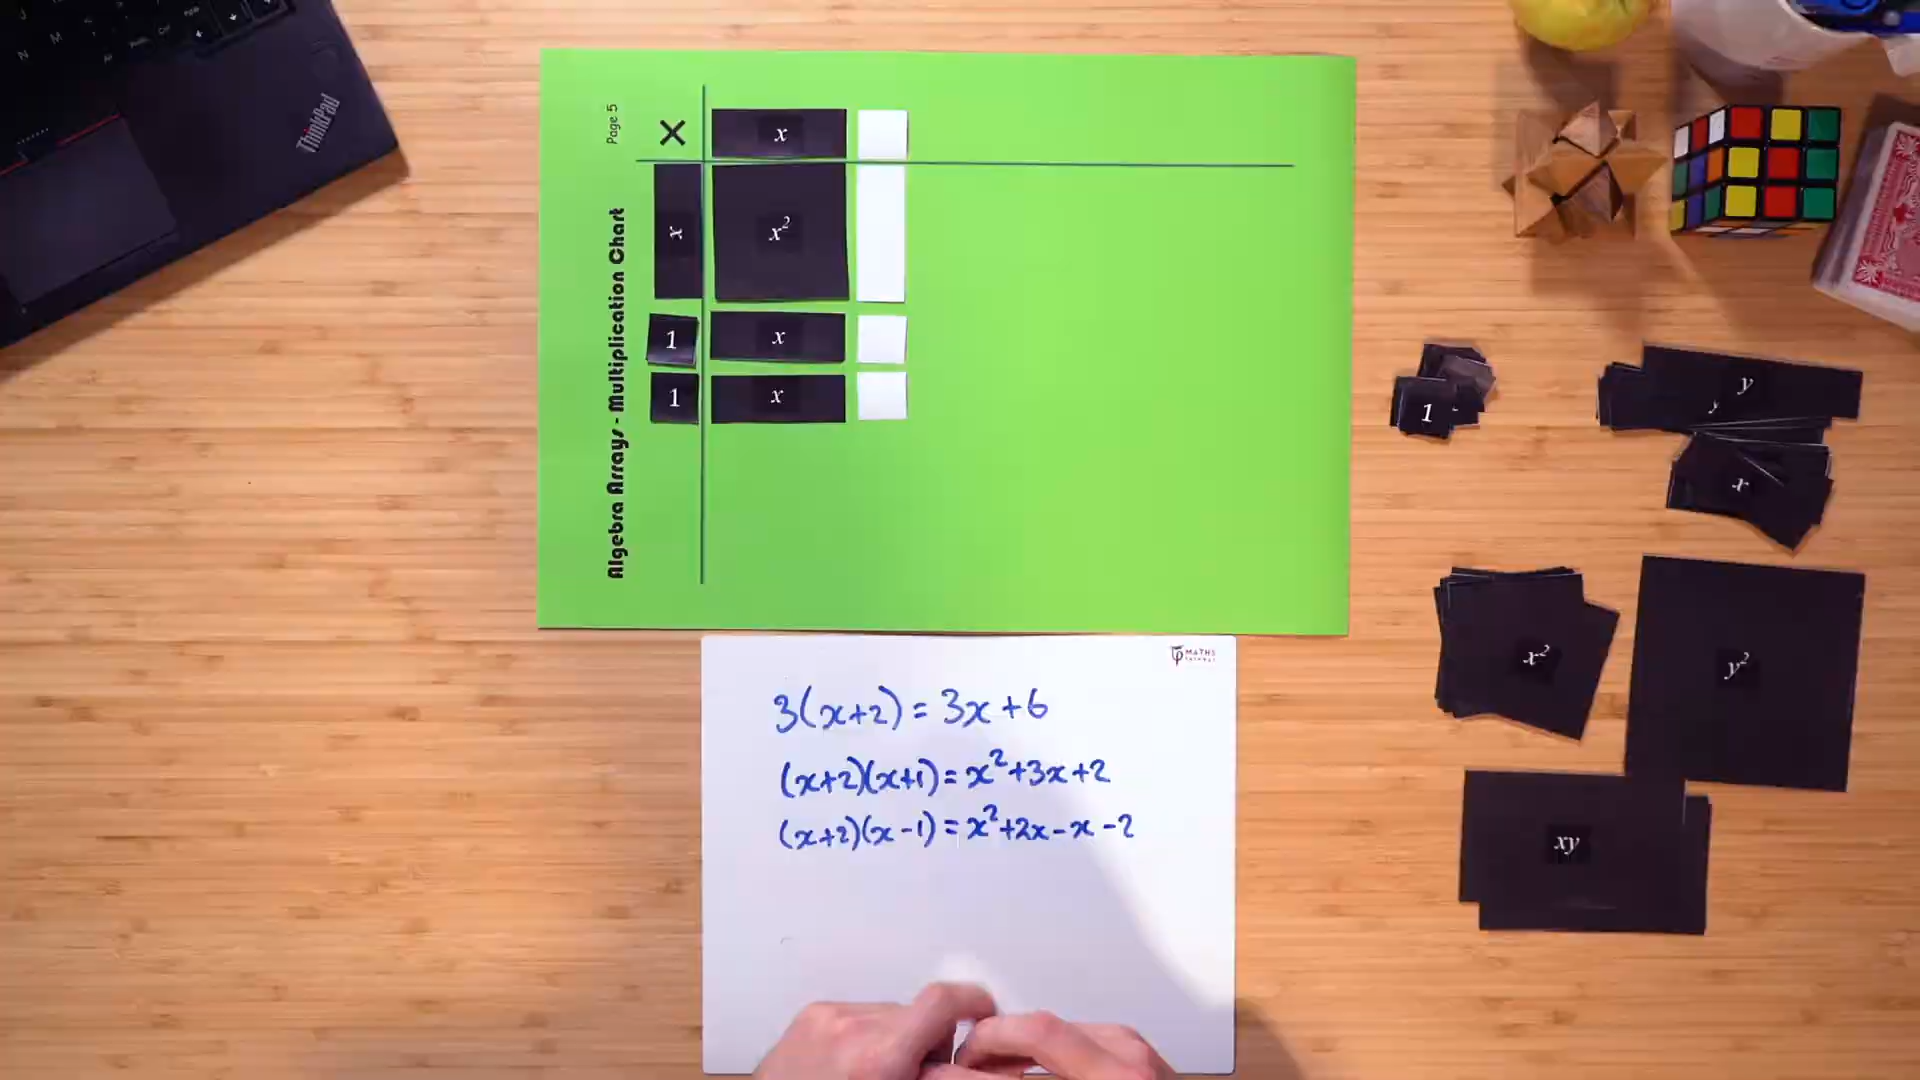 ThinkPad
Page 5
Algebra Arrays - Multiplication Chart
× x
x x²
1 x
1 x
1
y
y
x
x²
y²
xy
MATHS
3(x+2) = 3x+6
(x+2)(x+1) = x²+3x+2
(x+2)(x-1) = x²+2x-x-2